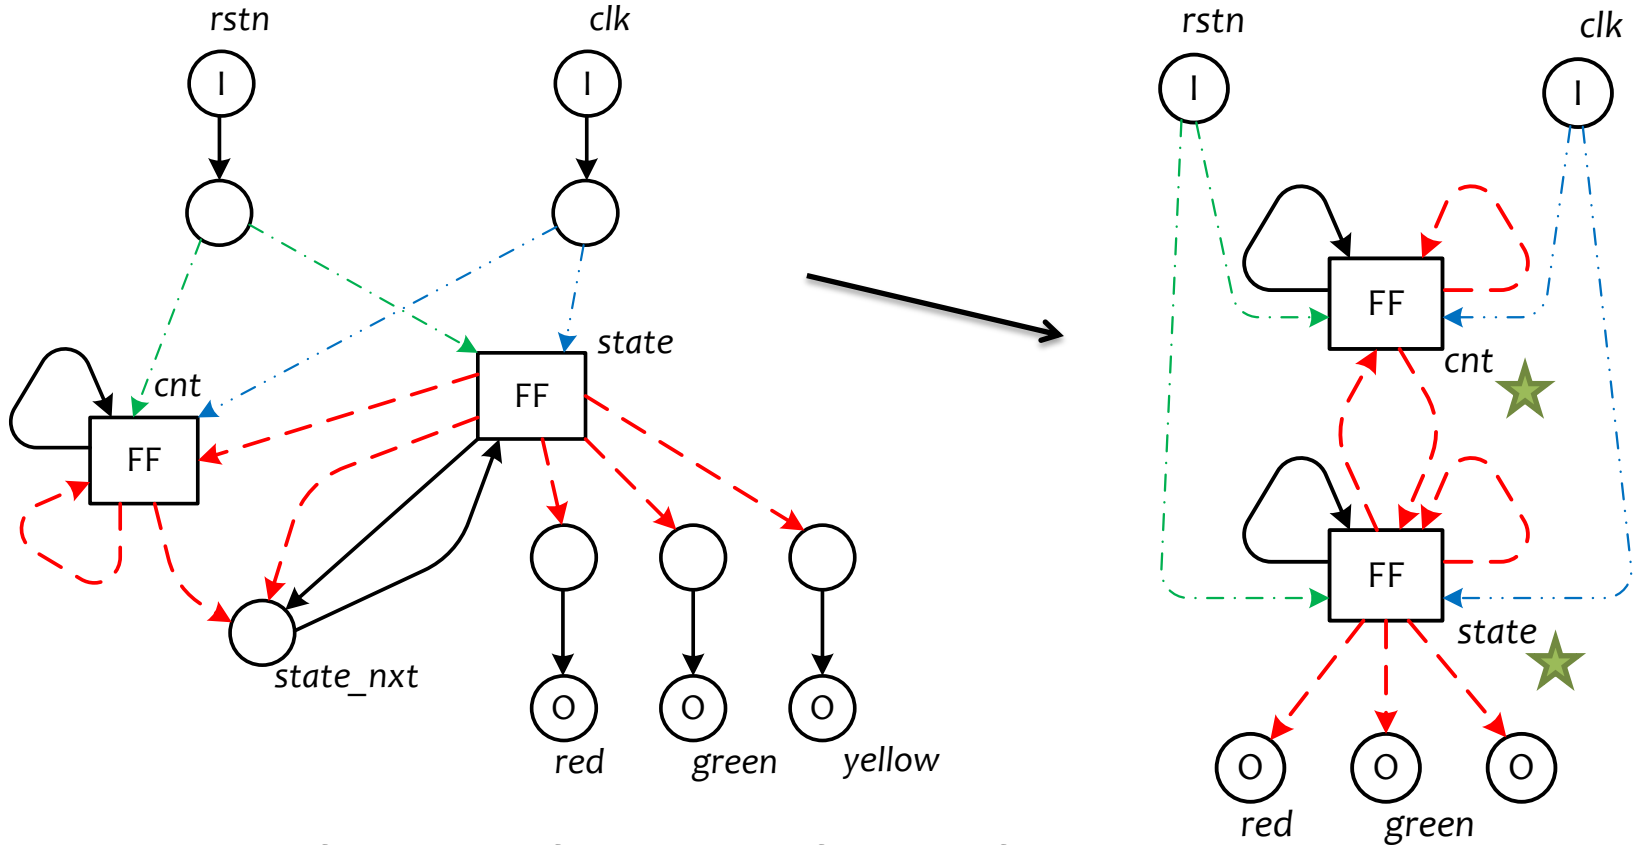 rstn
clk
I
I
state
cnt
FF
FF
state_nxt
O
O
O
red
green
yellow
rstn
clk
I
I
FF
cnt
FF
state
O
O
O
red
green